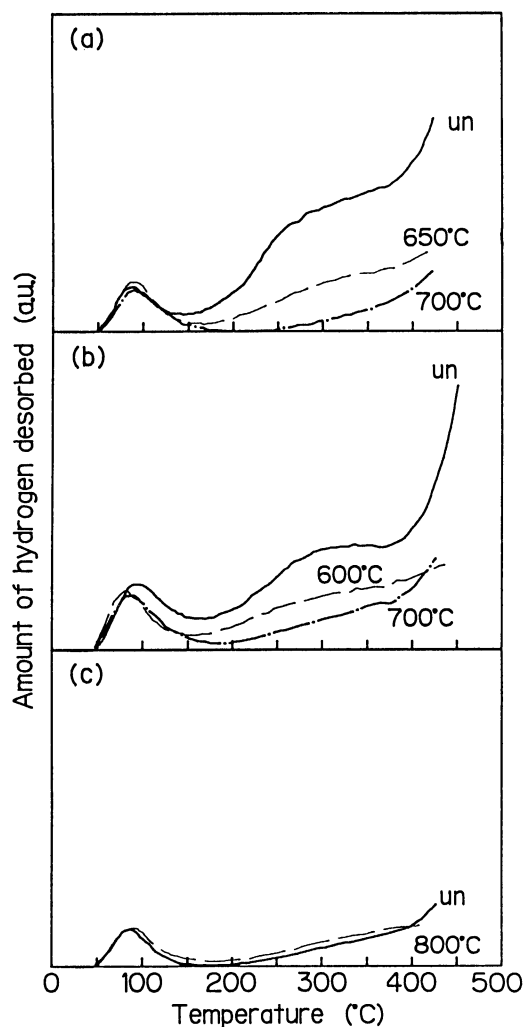 (a)
un
650°C
700°C
(b)
un
600°C
700°C
(c)
un
800°C
Amount of hydrogen desorbed (a.u.)
0 100 200 300 400 500
Temperature (°C)